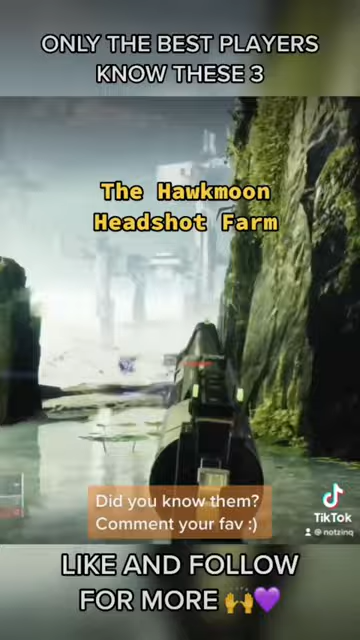 ONLY THE BEST PLAYERS
KNOW THESE 3
The Hawkmoon
Headshot Farm
Did you know them?
Comment your fav :)
TikTok
@ notzinq
LIKE AND FOLLOW
FOR MORE 🙌💜